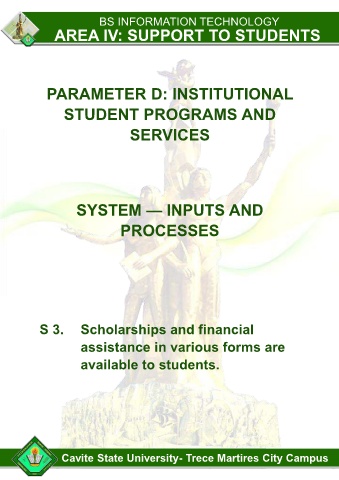 BS INFORMATION TECHNOLOGY
AREA IV: SUPPORT TO STUDENTS
PARAMETER D: INSTITUTIONAL
STUDENT PROGRAMS AND
SERVICES
SYSTEM — INPUTS AND
PROCESSES
S 3. Scholarships and financial
assistance in various forms are
available to students.
Cavite State University- Trece Martires City Campus